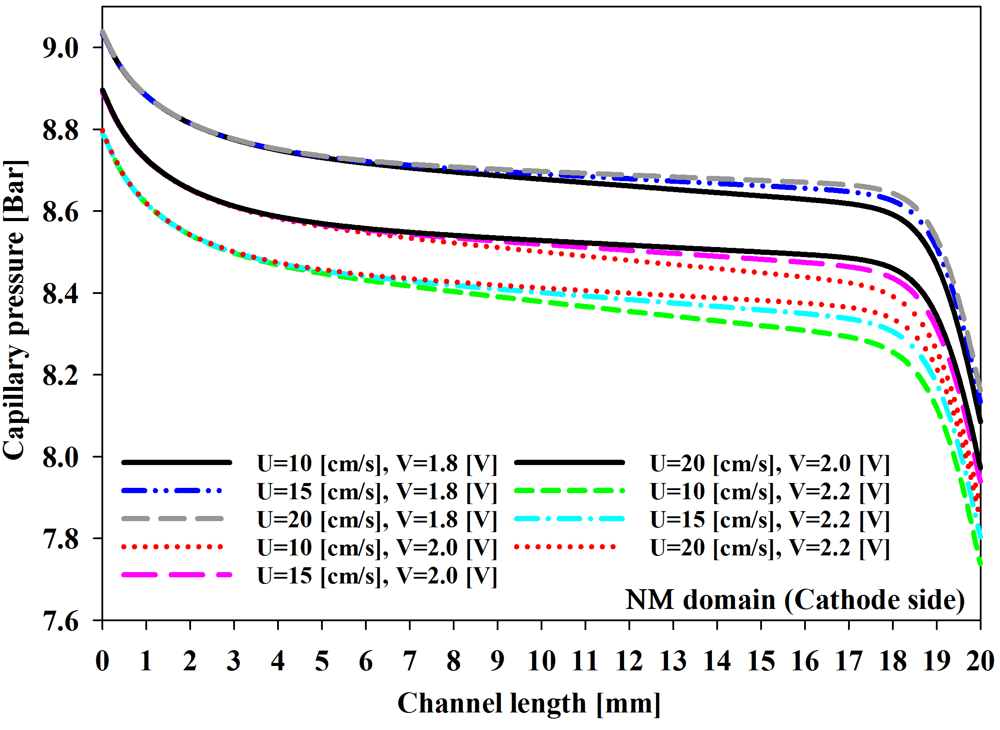 Capillary pressure [Bar]
9.0
8.8
8.6
8.4
8.2
8.0
7.8
7.6
U=10 [cm/s], V=1.8 [V]
U=15 [cm/s], V=1.8 [V]
U=20 [cm/s], V=1.8 [V]
U=10 [cm/s], V=2.0 [V]
U=15 [cm/s], V=2.0 [V]
U=20 [cm/s], V=2.0 [V]
U=10 [cm/s], V=2.2 [V]
U=15 [cm/s], V=2.2 [V]
U=20 [cm/s], V=2.2 [V]
NM domain (Cathode side)
0 1 2 3 4 5 6 7 8 9 10 11 12 13 14 15 16 17 18 19 20
Channel length [mm]